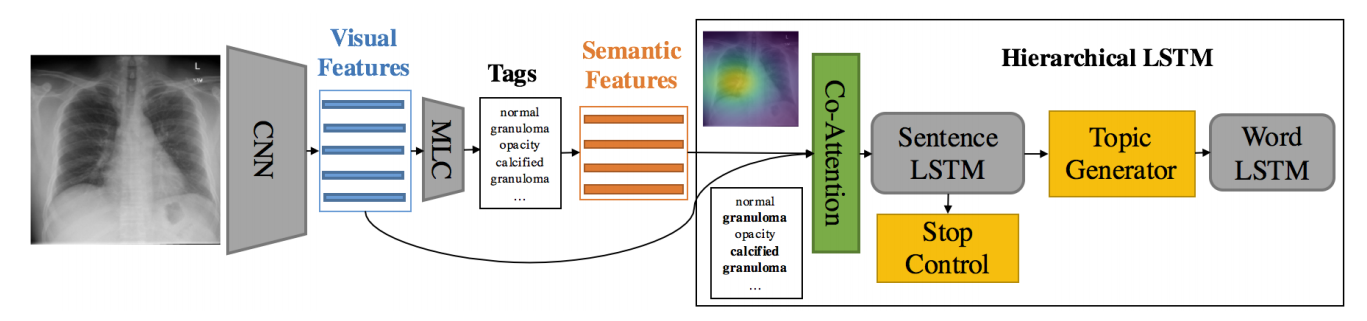 L
CNN
Visual
Features
MLC
Tags
normal
granuloma
opacity
calcified
granuloma
...
Semantic
Features
Hierarchical LSTM
Co-Attention
normal
granuloma
opacity
calcified
granuloma
...
Sentence
LSTM
Stop
Control
Topic
Generator
Word
LSTM